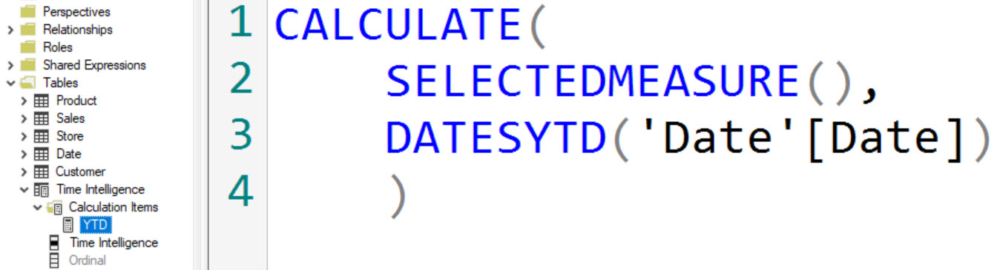 Perspectives
Relationships
Roles
Shared Expressions
Tables
Product
Sales
Store
Date
Customer
Time Intelligence
Calculation Items
YTD
Time Intelligence
Ordinal
1 CALCULATE(
2 SELECTEDMEASURE(),
3 DATESYTD('Date'[Date])
4 )